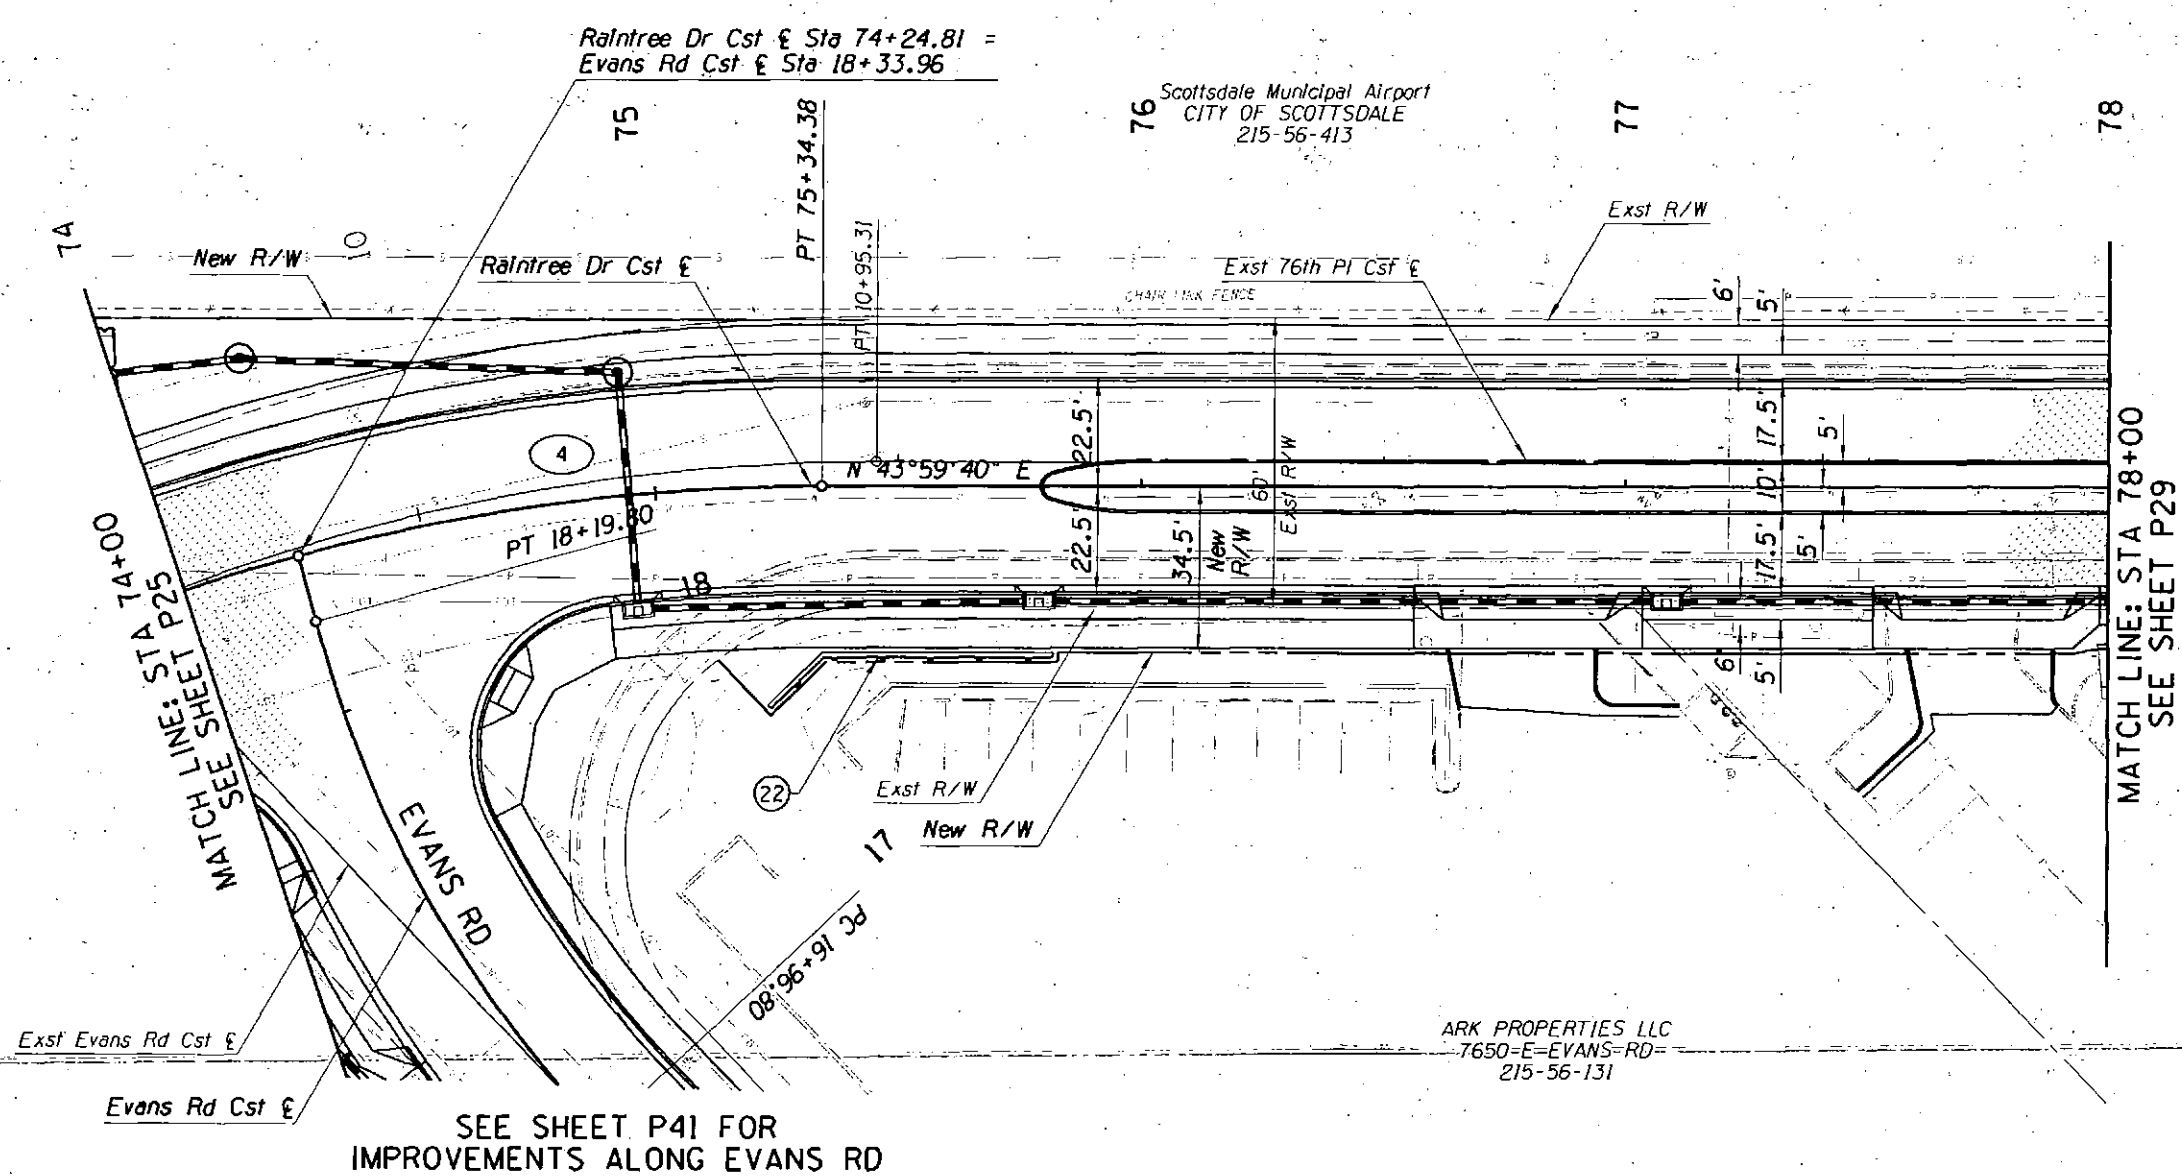 Raintree Dr Cst ℄ Sta 74+24.81 =
Evans Rd Cst ℄ Sta 18+33.96
Scottsdale Municipal Airport
CITY OF SCOTTSDALE
215-56-413
74
75
76
77
78
10
PT 75+34.38
PT 10+95.31
New R/W
Raintree Dr Cst ℄
Exst 76th Pl Cst ℄
Exst R/W
CHAIN LINK FENCE
6'
5'
4
N 43°59'40" E
22.5'
22.5'
60'
Exst R/W
34.5'
New
R/W
17.5'
10'
17.5'
5'
5'
6'
5'
PT 18+19.80
18
MATCH LINE: STA 74+00
SEE SHEET P25
MATCH LINE: STA 78+00
SEE SHEET P29
22
Exst R/W
New R/W
17
EVANS RD
PC 16+96.80
Exst Evans Rd Cst ℄
Evans Rd Cst ℄
ARK PROPERTIES LLC
7650 E EVANS RD
215-56-131
SEE SHEET P41 FOR
IMPROVEMENTS ALONG EVANS RD